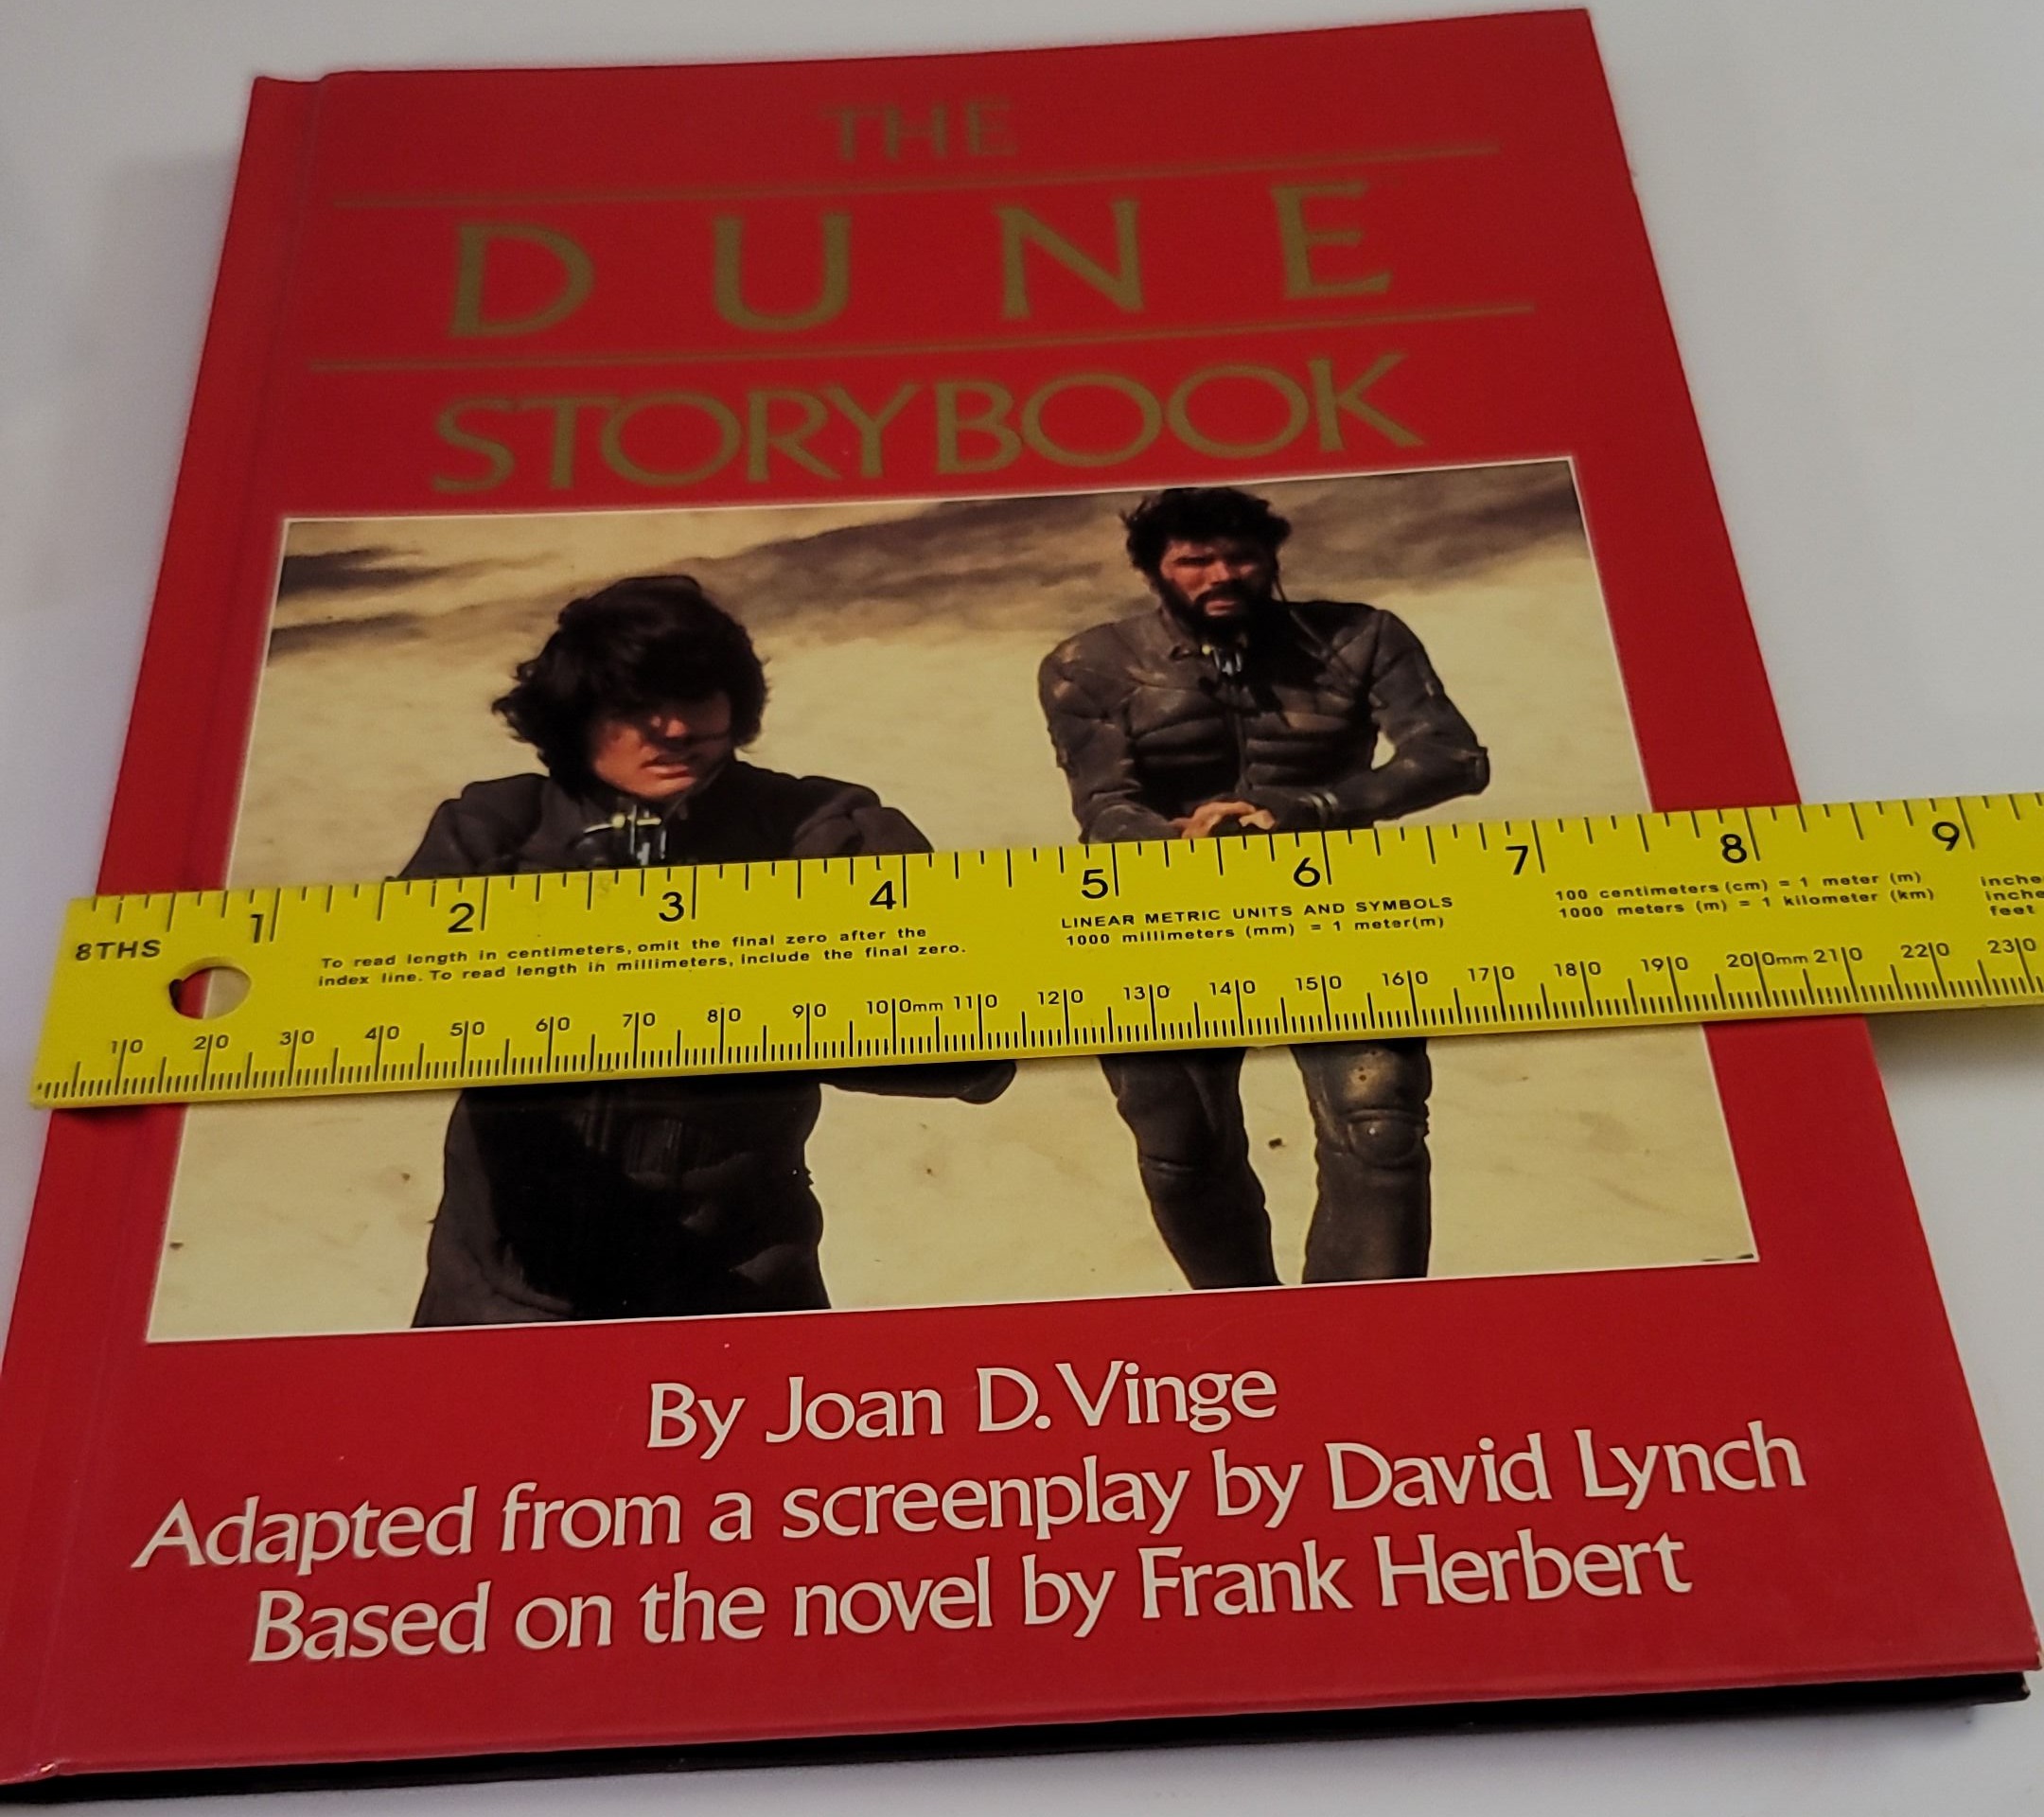 THE
DUNE
STORYBOOK
1 2 3 4 5 6 7 8 9
8THS
To read length in centimeters, omit the final zero after the
index line. To read length in millimeters, include the final zero.
LINEAR METRIC UNITS AND SYMBOLS
1000 millimeters (mm) = 1 meter(m)
100 centimeters (cm) = 1 meter (m)
1000 meters (m) = 1 kilometer (km)
inche
inche
feet
10 20 30 40 50 60 70 80 90 100mm 110 120 130 140 150 160 170 180 190 200mm 210 220 230
By Joan D. Vinge
Adapted from a screenplay by David Lynch
Based on the novel by Frank Herbert